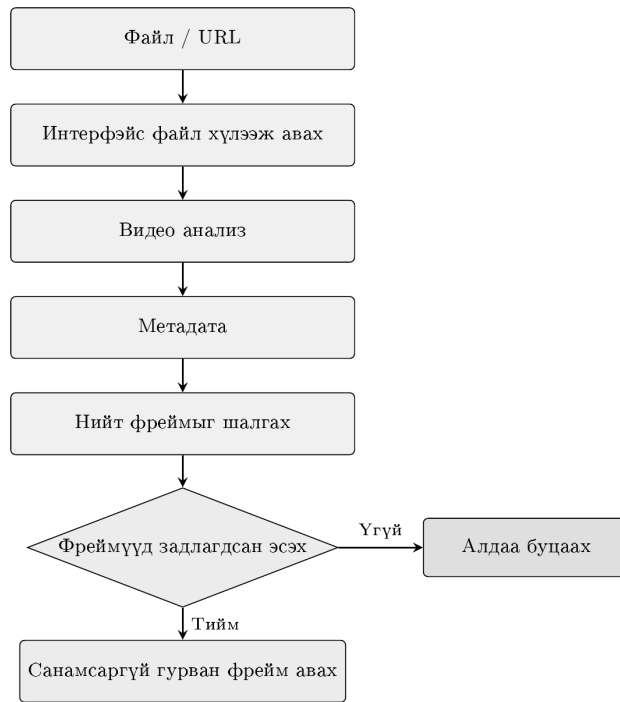 Файл / URL
Интерфэйс файл хүлээж авах
Видео анализ
Метадата
Нийт фреймыг шалгах
Фреймүүд задлагдсан эсэх
Үгүй
Алдаа буцаах
Тийм
Санамсаргүй гурван фрейм авах